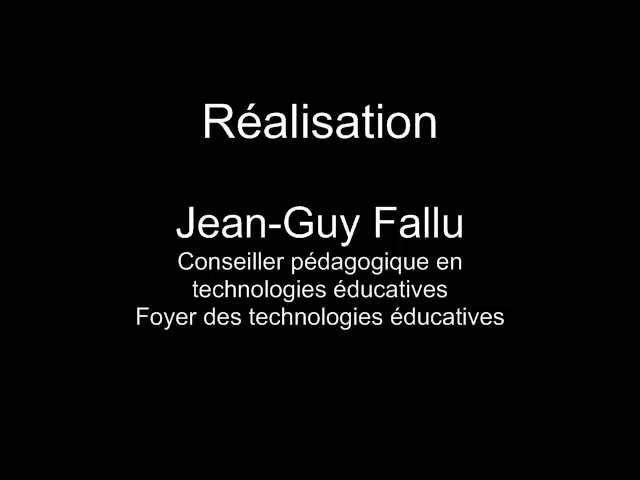 Réalisation
Jean-Guy Fallu
Conseiller pédagogique en
technologies éducatives
Foyer des technologies éducatives